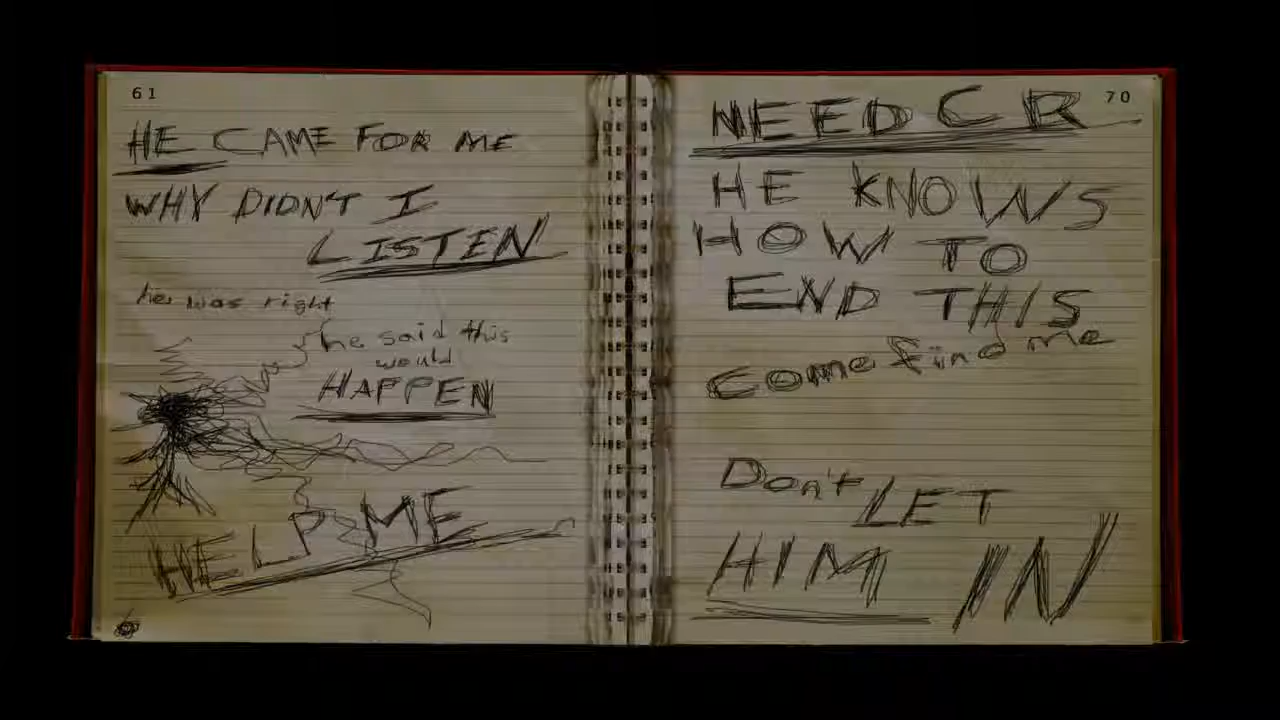 61
HE CAME FOR ME
WHY DIDN'T I
LISTEN
he was right
he said this
would
HAPPEN
HELP ME
70
NEED CR
HE KNOWS
HOW TO
END THIS
come find me
Don't LET
HIM IN